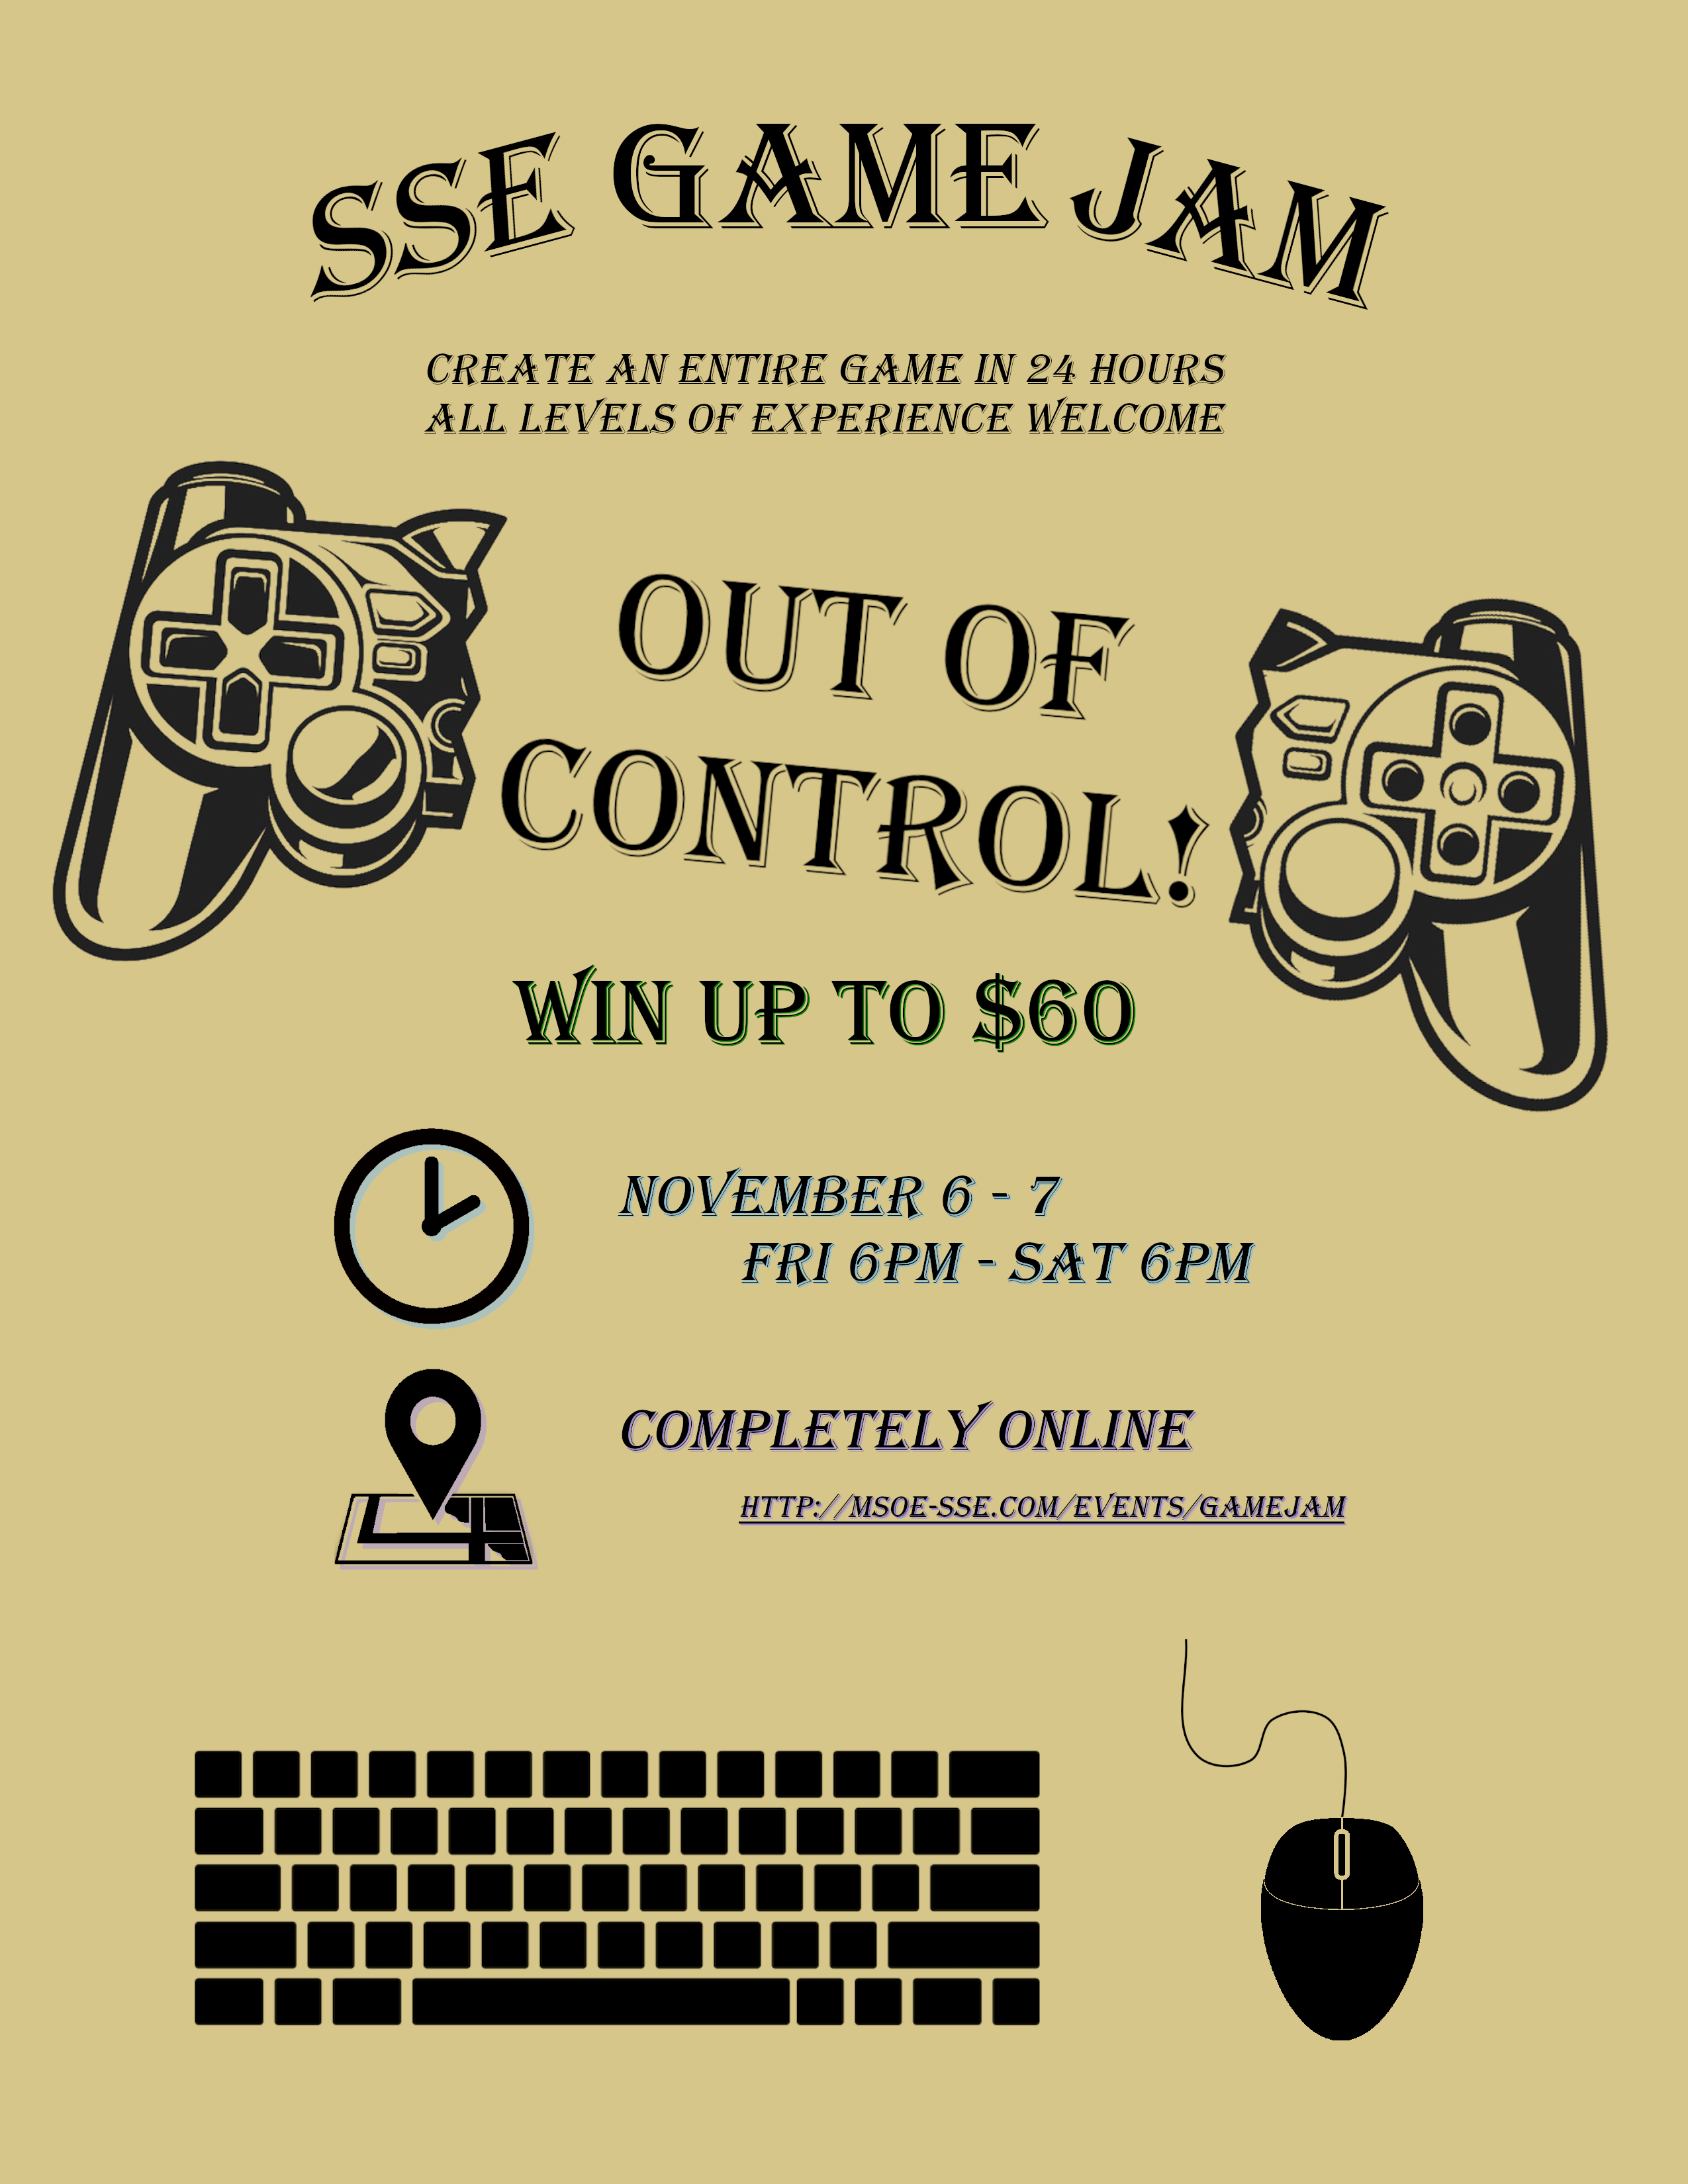 SSE GAME JAM
CREATE AN ENTIRE GAME IN 24 HOURS
ALL LEVELS OF EXPERIENCE WELCOME
OUT OF
CONTROL!
WIN UP TO $60
NOVEMBER 6 - 7
FRI 6PM - SAT 6PM
COMPLETELY ONLINE
HTTP://MSOE-SSE.COM/EVENTS/GAMEJAM